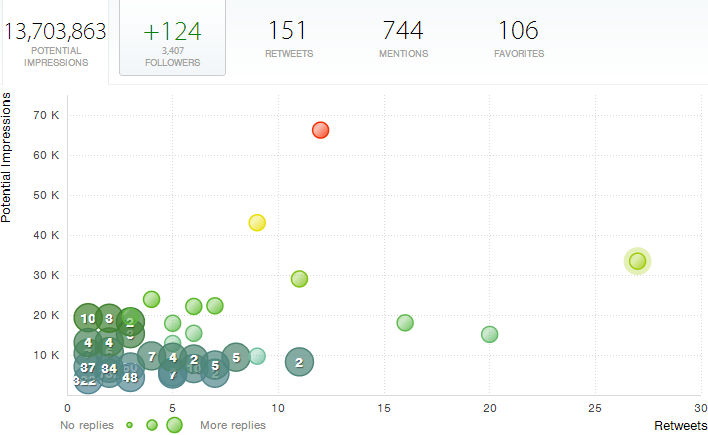 13,703,863
POTENTIAL
IMPRESSIONS
+124
3,407
FOLLOWERS
151
RETWEETS
744
MENTIONS
106
FAVORITES
Potential Impressions
70 K
60 K
50 K
40 K
30 K
20 K
10 K
10 3 2
4 4
7 4 2 5 5 2
37 34 48 7
0 5 10 15 20 25 30
No replies More replies Retweets